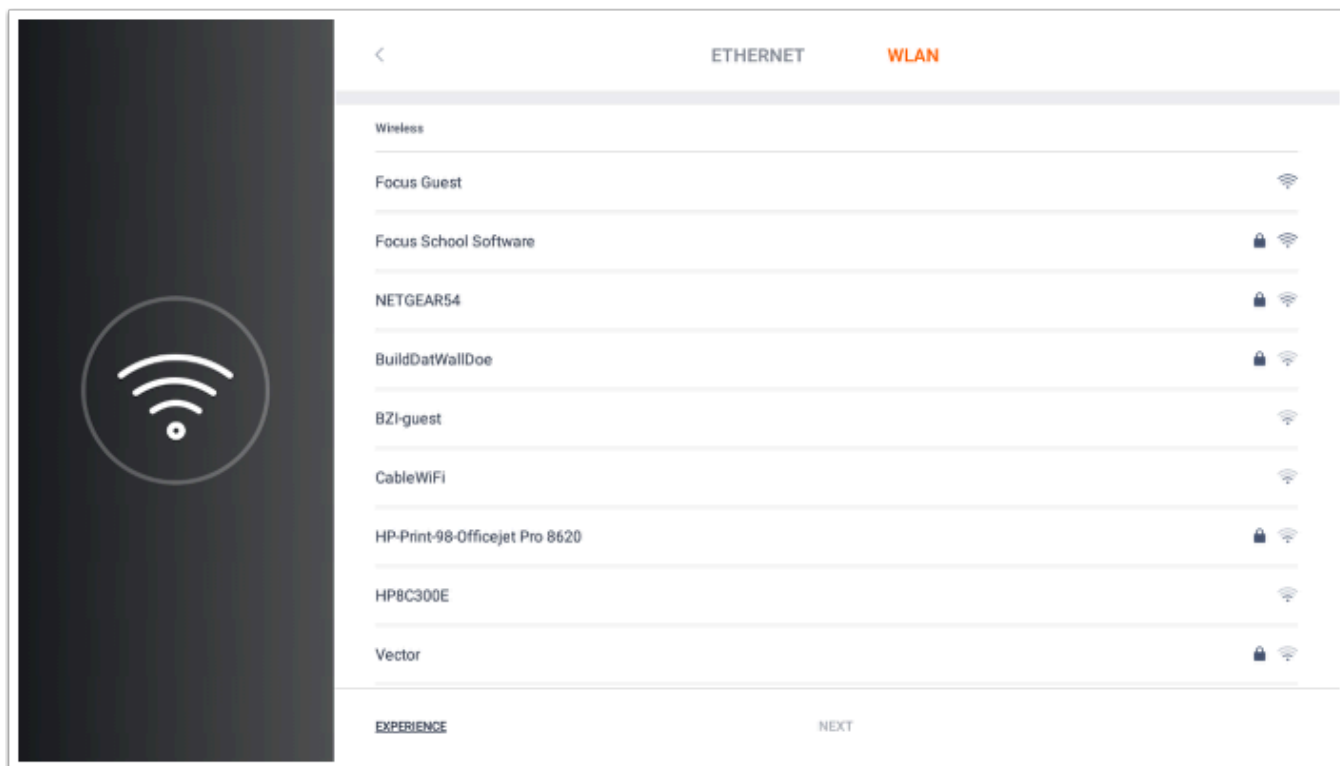 ETHERNET WLAN
Wireless
Focus Guest
Focus School Software
NETGEAR54
BuildDatWallDoe
BZI-guest
CableWiFi
HP-Print-98-Officejet Pro 8620
HP8C300E
Vector
EXPERIENCE NEXT